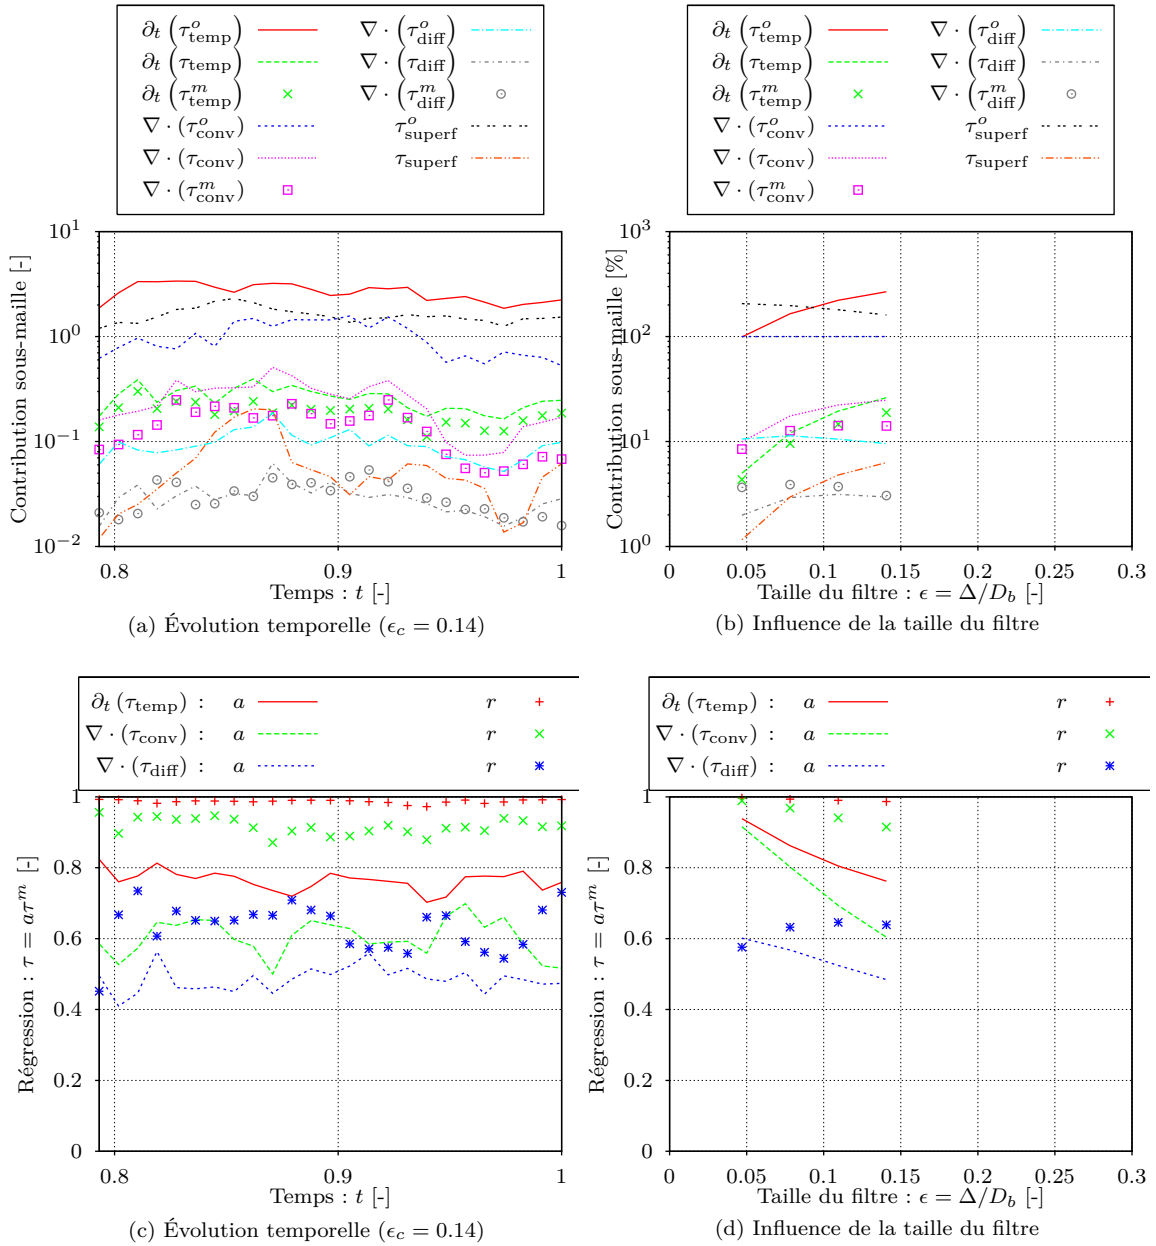 ∂t (τ^o_temp) ∇ · (τ^o_diff)
∂t (τ_temp) ∇ · (τ_diff)
∂t (τ^m_temp) ∇ · (τ^m_diff)
∇ · (τ^o_conv) τ^o_superf
∇ · (τ_conv) τ_superf
∇ · (τ^m_conv)
Contribution sous-maille [-]
10^1
10^0
10^−1
10^−2
0.8 0.9 1
Temps : t [-]
(a) Évolution temporelle (ϵ_c = 0.14)
∂t (τ^o_temp) ∇ · (τ^o_diff)
∂t (τ_temp) ∇ · (τ_diff)
∂t (τ^m_temp) ∇ · (τ^m_diff)
∇ · (τ^o_conv) τ^o_superf
∇ · (τ_conv) τ_superf
∇ · (τ^m_conv)
Contribution sous-maille [%]
10^3
10^2
10^1
10^0
0 0.05 0.1 0.15 0.2 0.25 0.3
Taille du filtre : ϵ = Δ/D_b [-]
(b) Influence de la taille du filtre
∂t (τ_temp) : a r
∇ · (τ_conv) : a r
∇ · (τ_diff) : a r
Régression : τ = aτ^m [-]
1
0.8
0.6
0.4
0.2
0
0.8 0.9 1
Temps : t [-]
(c) Évolution temporelle (ϵ_c = 0.14)
∂t (τ_temp) : a r
∇ · (τ_conv) : a r
∇ · (τ_diff) : a r
Régression : τ = aτ^m [-]
1
0.8
0.6
0.4
0.2
0
0 0.05 0.1 0.15 0.2 0.25 0.3
Taille du filtre : ϵ = Δ/D_b [-]
(d) Influence de la taille du filtre